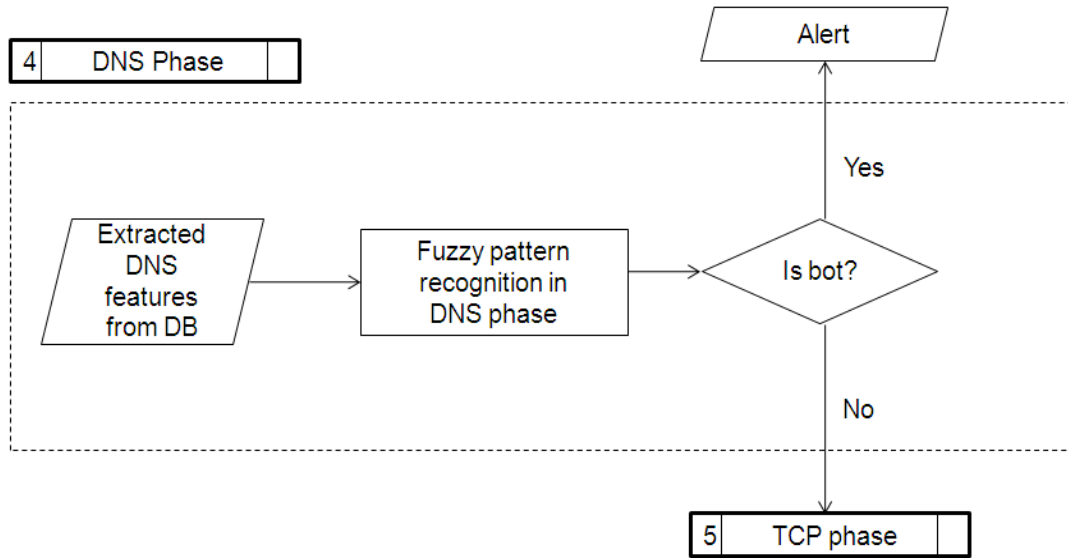 Alert
4 DNS Phase
Yes
Extracted
DNS
features
from DB
Fuzzy pattern
recognition in
DNS phase
Is bot?
No
5 TCP phase